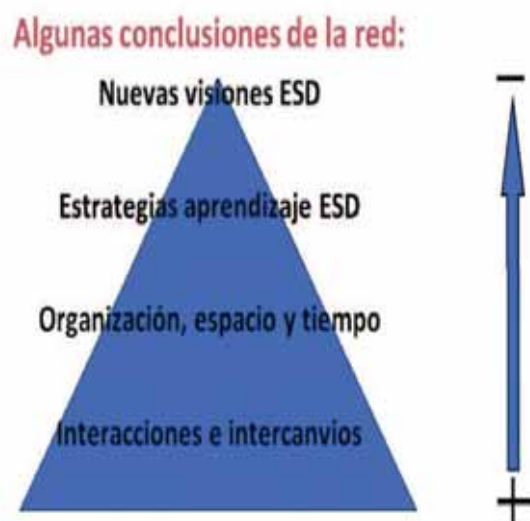 Algunas conclusiones de la red:
Nuevas visiones ESD
−
Estrategias aprendizaje ESD
Organización, espacio y tiempo
Interacciones e intercanvios
+